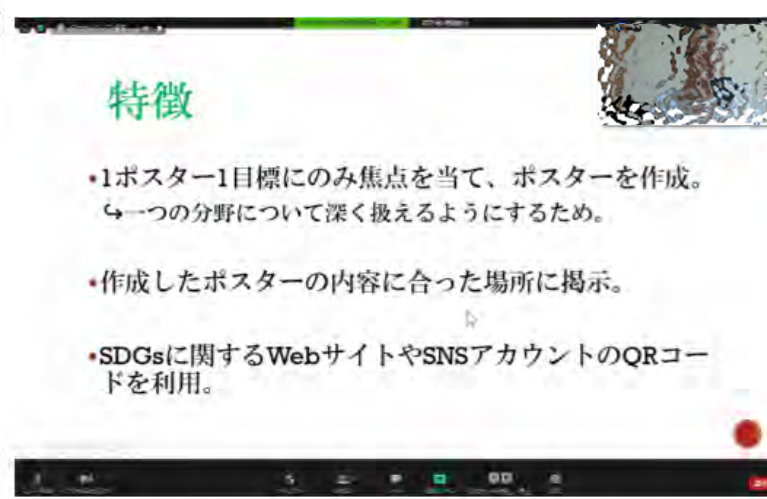 特徴
•1ポスター1目標にのみ焦点を当て、ポスターを作成。
↪一つの分野について深く扱えるようにするため。
•作成したポスターの内容に合った場所に掲示。
•SDGsに関するWebサイトやSNSアカウントのQRコー
ドを利用。